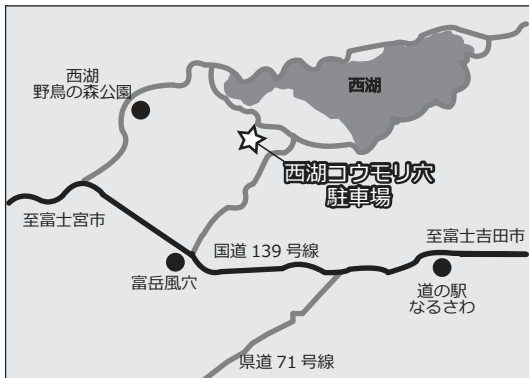 西湖
野鳥の森公園
西湖
西湖コウモリ穴
駐車場
至富士宮市
国道 139 号線
至富士吉田市
富岳風穴
道の駅
なるさわ
県道 71 号線